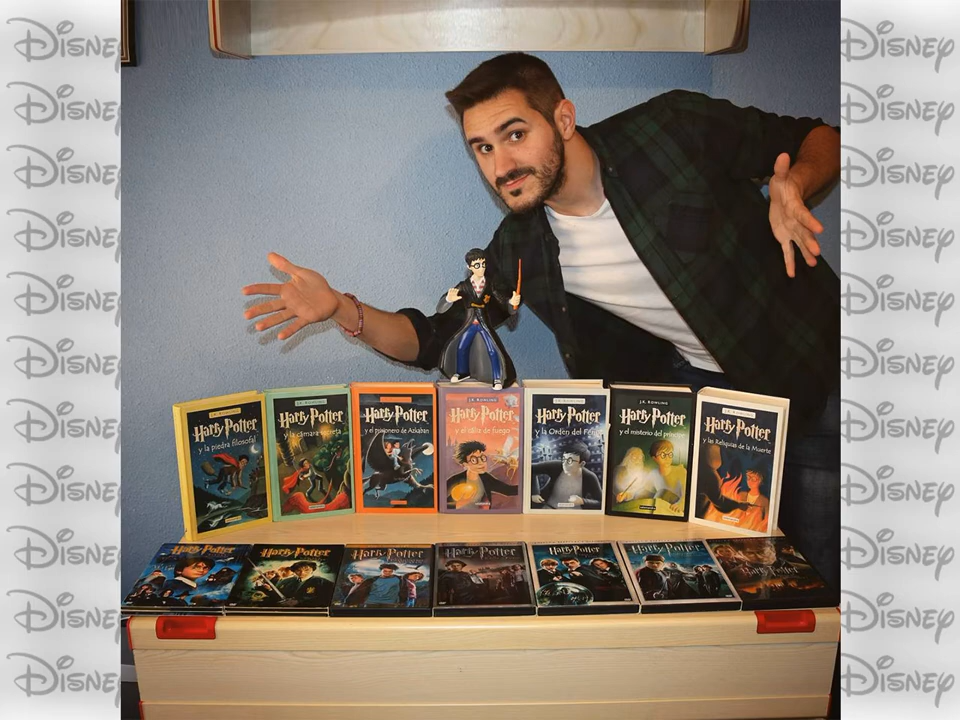 Disney
Disney
Disney
Disney
Disney
Disney
Disney
Disney
Disney
Disney
Disney
J.K. ROWLING
Harry Potter
y la piedra filosofal
J.K. ROWLING
Harry Potter
y la cámara secreta
Harry Potter
y el prisionero de Azkaban
J.K. ROWLING
Harry Potter
y el cáliz de fuego
J.K. ROWLING
Harry Potter
y la Orden del Fénix
J.K. ROWLING
Harry Potter
y el misterio del príncipe
J.K. ROWLING
Harry Potter
y las Reliquias de la Muerte
Harry Potter
Harry Potter
Harry Potter
Harry Potter
Harry Potter
Harry Potter
Harry Potter
Disney
Disney
Disney
Disney
Disney
Disney
Disney
Disney
Disney
Disney
Disney